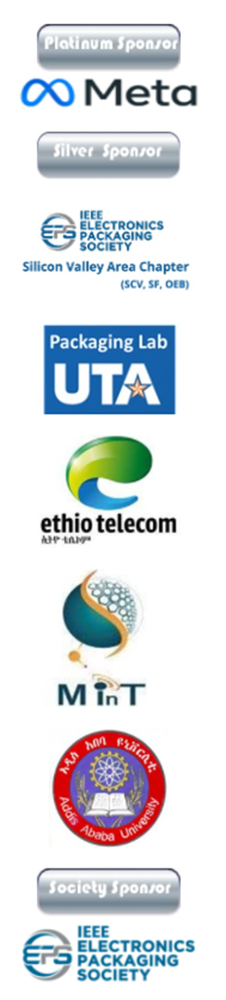 Platinum Sponsor
Meta
Silver Sponsor
IEEE
ELECTRONICS
PACKAGING
SOCIETY
EPS
Silicon Valley Area Chapter
(SCV, SF, OEB)
Packaging Lab
UTA
ethio telecom
ኢትዮ ቴሌኮም
MinT
አዲስ አበባ ዩኒቨርሲቲ
Addis Ababa University
Society Sponsor
IEEE
ELECTRONICS
PACKAGING
SOCIETY
EPS